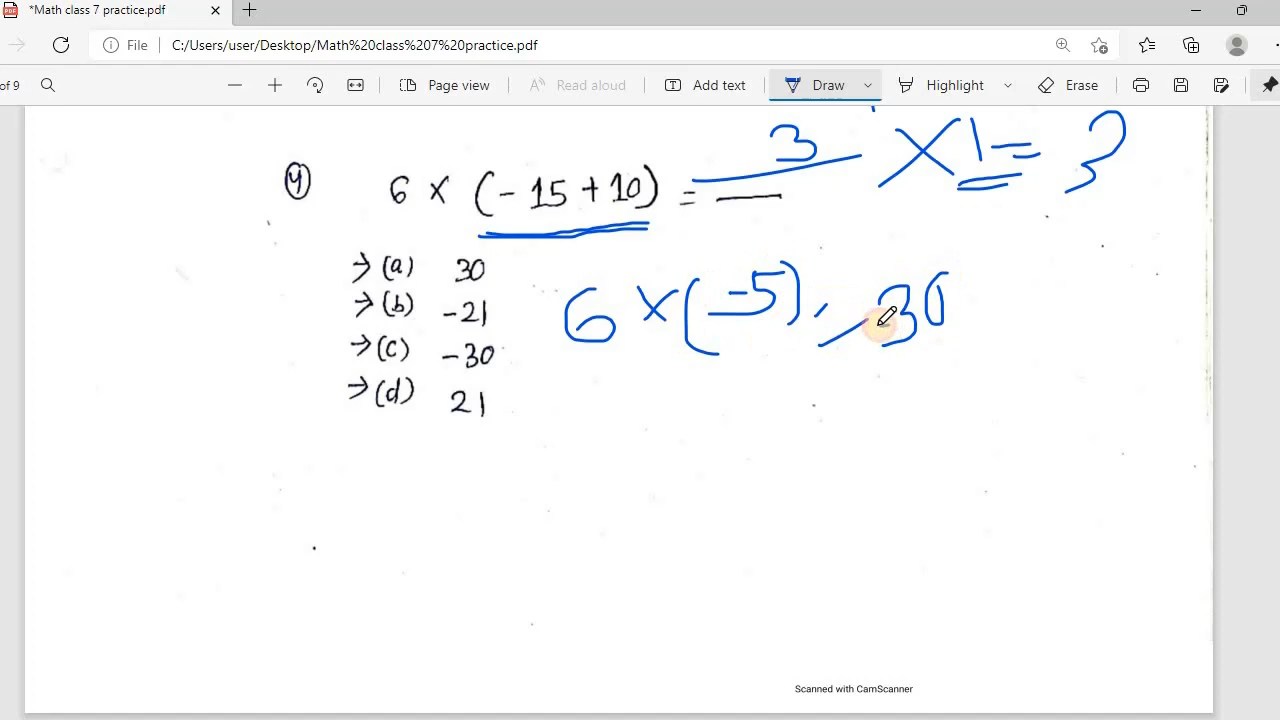 *Math class 7 practice.pdf
File C:/Users/user/Desktop/Math%20class%207%20practice.pdf
of 9 Page view Read aloud Add text Draw Highlight Erase
3 × 1 = 3
(4) 6 × (-15 + 10) = ___
→ (a) 30
→ (b) -21
→ (c) -30
→ (d) 21
6 × (-5), -30
Scanned with CamScanner